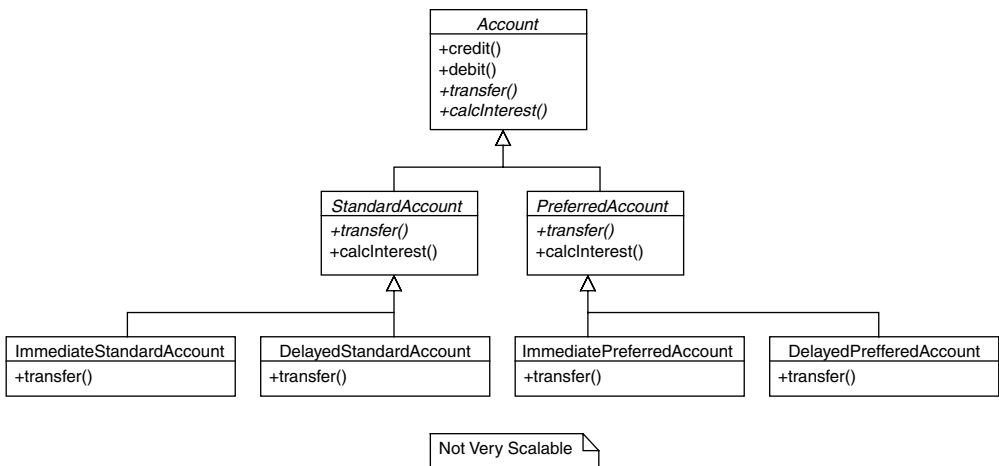 Account
+credit()
+debit()
+transfer()
+calcInterest()
StandardAccount
+transfer()
+calcInterest()
PreferredAccount
+transfer()
+calcInterest()
ImmediateStandardAccount
+transfer()
DelayedStandardAccount
+transfer()
ImmediatePreferredAccount
+transfer()
DelayedPrefferedAccount
+transfer()
Not Very Scalable